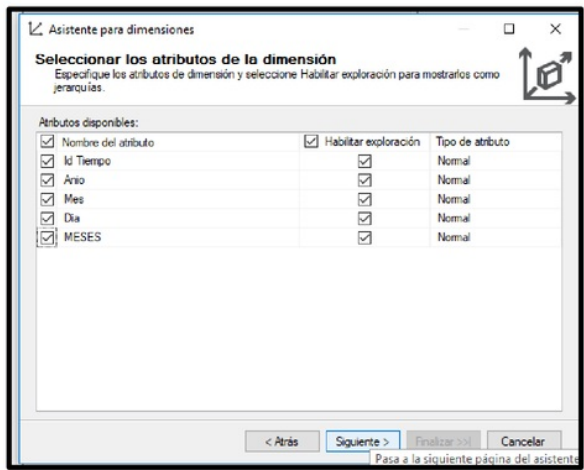 Asistente para dimensiones
Seleccionar los atributos de la dimensión
Especifique los atributos de dimensión y seleccione Habilitar exploración para mostrarlos como
jerarquías.
Atributos disponibles:
Nombre del atributo Habilitar exploración Tipo de atributo
Id Tiempo Normal
Anio Normal
Mes Normal
Dia Normal
MESES Normal
< Atrás Siguiente > Finalizar >>| Cancelar
Pasa a la siguiente página del asistente